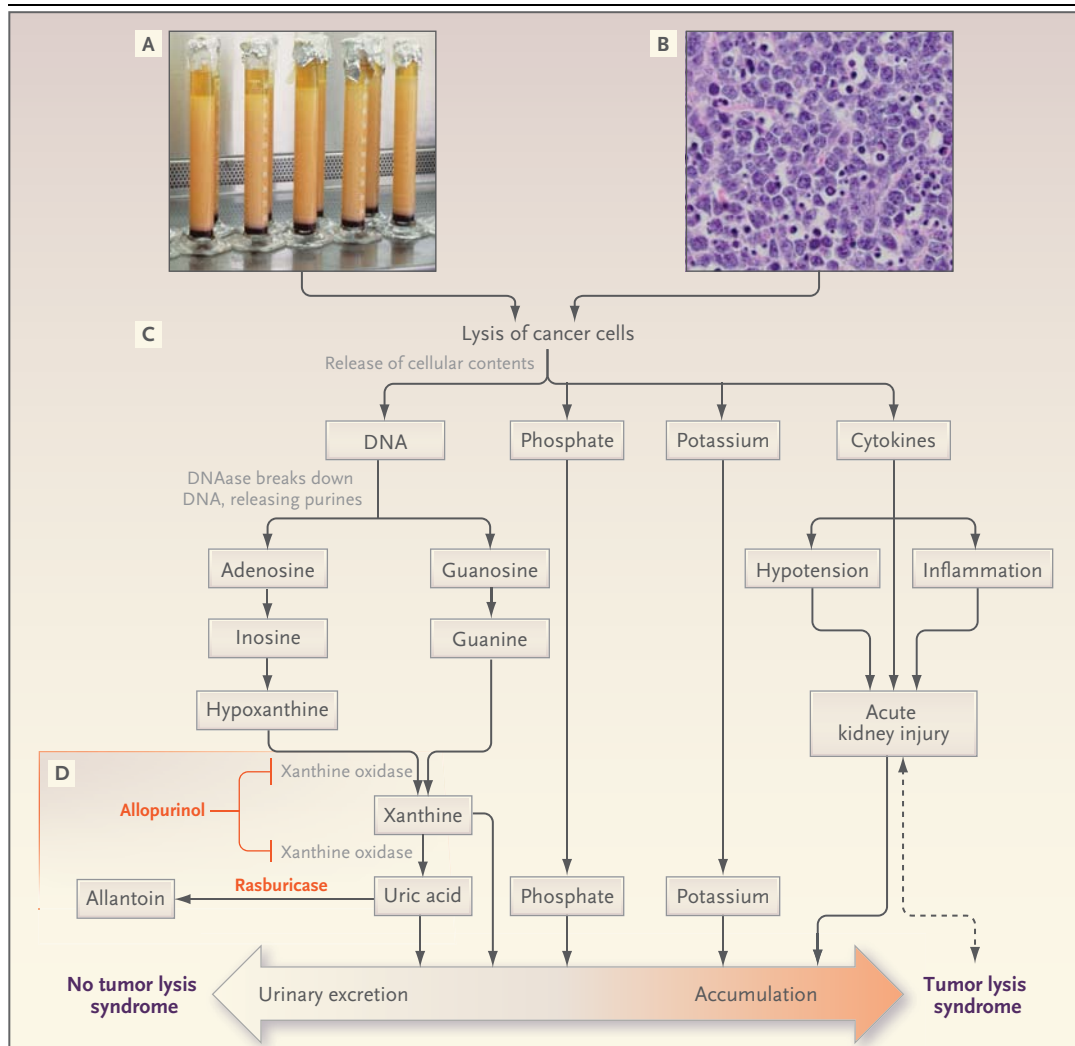 A
B
C
Lysis of cancer cells
Release of cellular contents
DNA
Phosphate
Potassium
Cytokines
DNAase breaks down
DNA, releasing purines
Adenosine
Guanosine
Hypotension
Inflammation
Inosine
Guanine
Hypoxanthine
Acute
kidney injury
D
Xanthine oxidase
Allopurinol
Xanthine
Xanthine oxidase
Rasburicase
Allantoin
Uric acid
Phosphate
Potassium
No tumor lysis
syndrome
Urinary excretion
Accumulation
Tumor lysis
syndrome